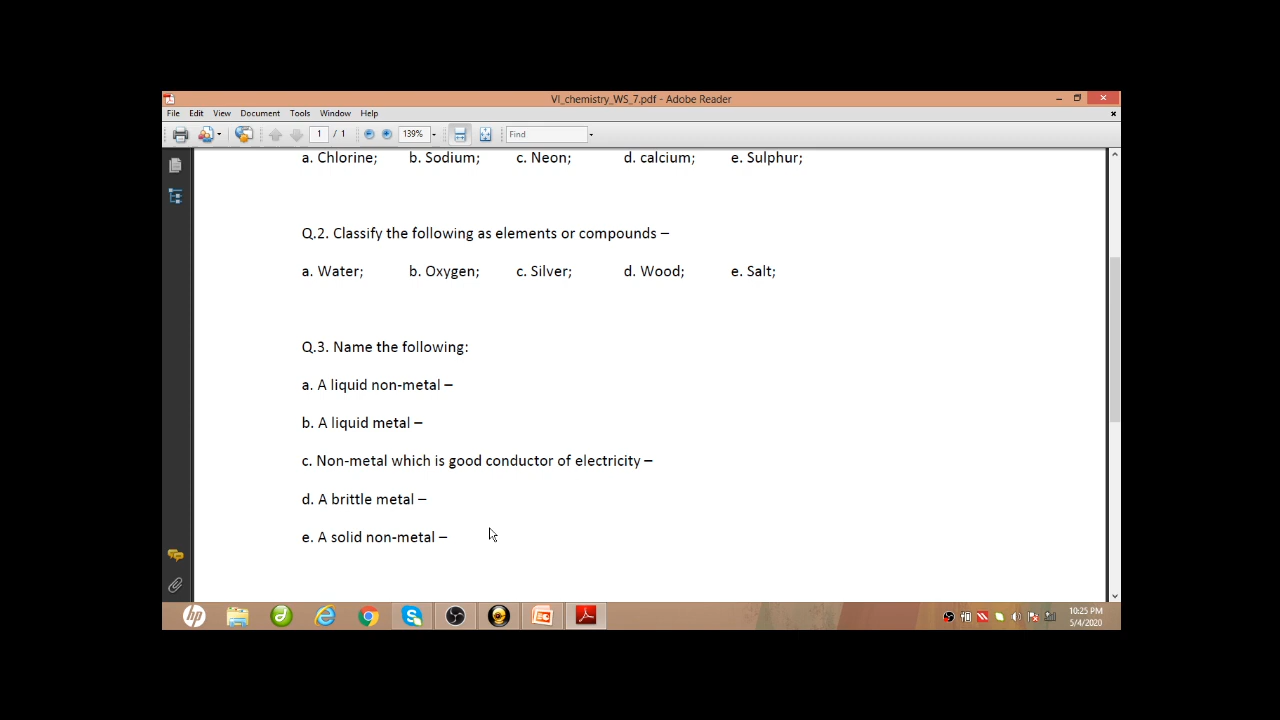 VI_chemistry_WS_7.pdf - Adobe Reader
File Edit View Document Tools Window Help
1 / 1 139% Find
a. Chlorine; b. Sodium; c. Neon; d. calcium; e. Sulphur;
Q.2. Classify the following as elements or compounds –
a. Water; b. Oxygen; c. Silver; d. Wood; e. Salt;
Q.3. Name the following:
a. A liquid non-metal –
b. A liquid metal –
c. Non-metal which is good conductor of electricity –
d. A brittle metal –
e. A solid non-metal –
hp
10:25 PM
5/4/2020